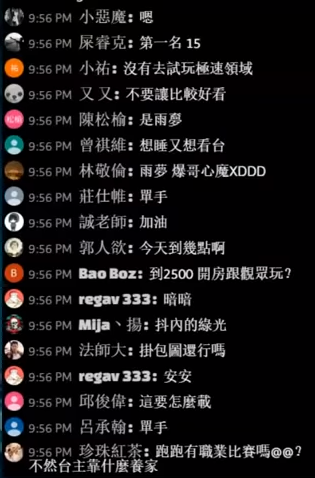 9:56 PM 小惡魔：嗯
9:56 PM 屎睿克：第一名 15
祐 9:56 PM 小祐：沒有去試玩極速領域
9:56 PM 又又：不要讓比較好看
松榆 9:56 PM 陳松榆：是雨夢
9:56 PM 曾祺維：想睡又想看台
9:56 PM 林敬倫：雨夢 爆哥心魔XDDD
9:56 PM 莊仕帷：單手
9:56 PM 誠老師：加油
9:56 PM 郭人欲：今天到幾點啊
B 9:56 PM Bao Boz：到2500 開房跟觀眾玩?
9:56 PM regav 333：暗暗
9:56 PM Mija丶揚：抖內的綠光
9:56 PM 法師大：掛包圖還行嗎
9:56 PM regav 333：安安
9:56 PM 邱俊偉：這要怎麼載
9:56 PM 呂承翰：單手
9:56 PM 珍珠紅茶：跑跑有職業比賽嗎@@?
不然台主靠什麼養家